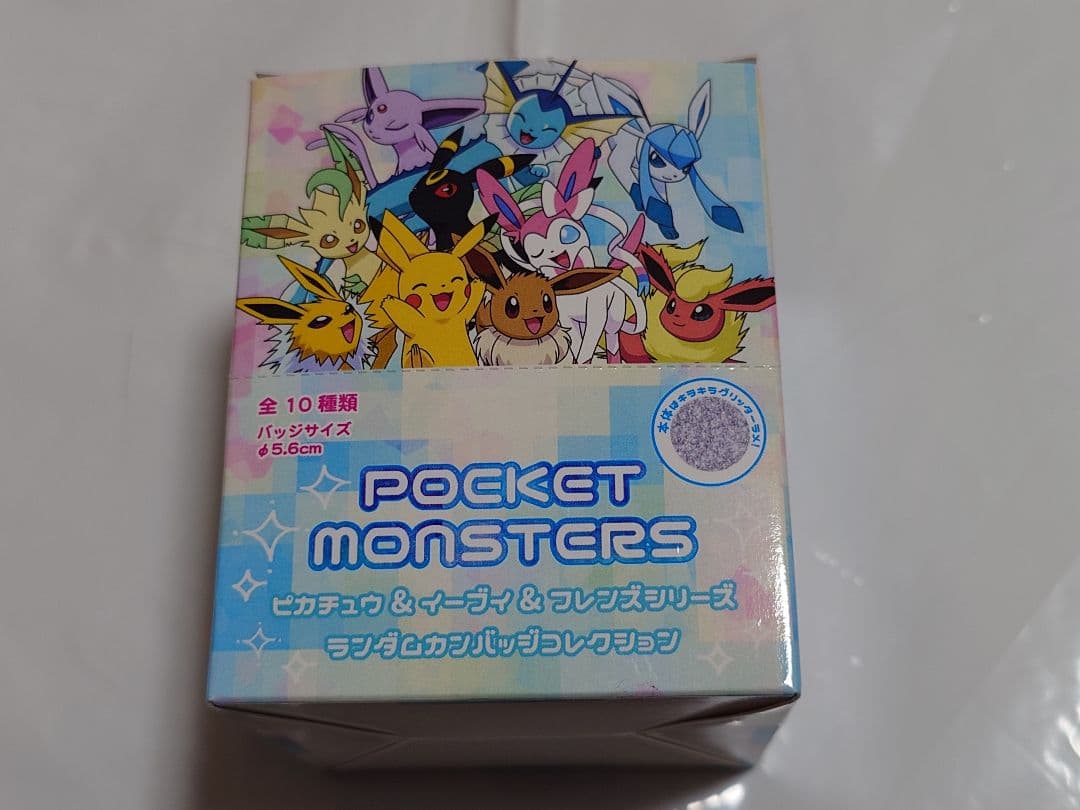 全10種類
バッジサイズ
φ5.6cm
本体はキラキラグリッターラメ!
POCKET
MONSTERS
ピカチュウ&イーブイ&フレンズシリーズ
ランダムカンバッジコレクション